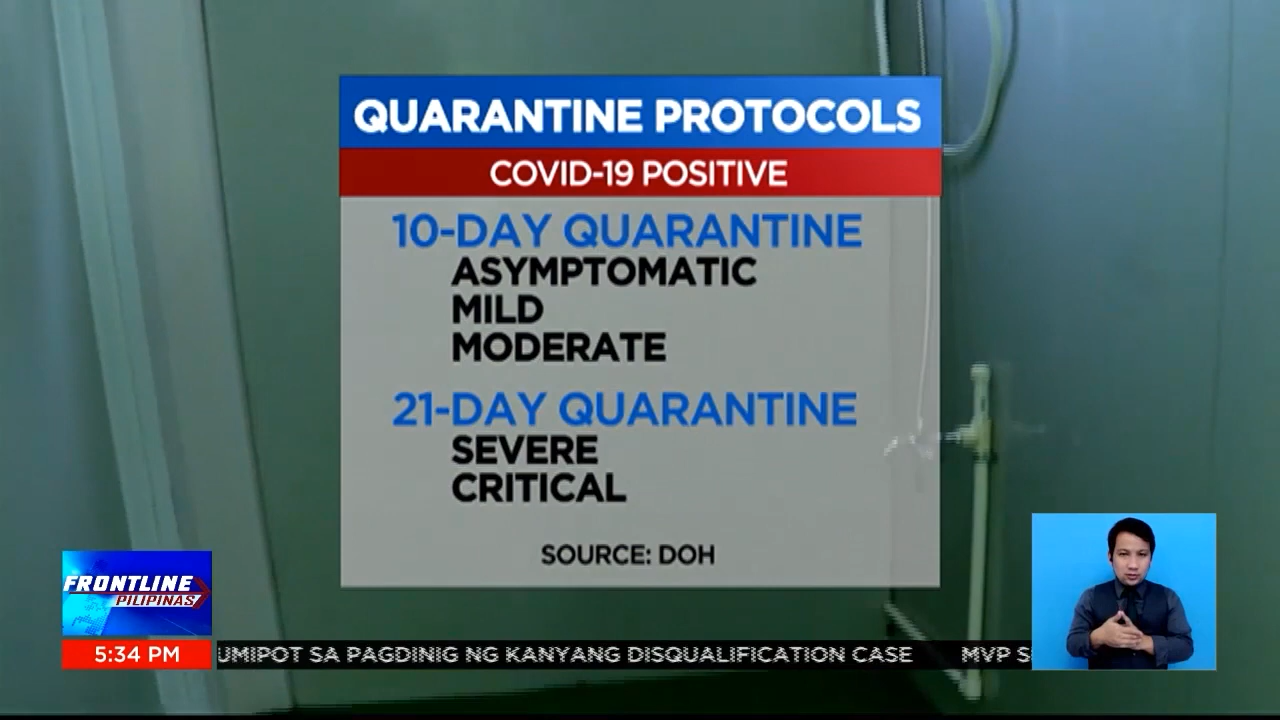 QUARANTINE PROTOCOLS
COVID-19 POSITIVE
10-DAY QUARANTINE
ASYMPTOMATIC
MILD
MODERATE
21-DAY QUARANTINE
SEVERE
CRITICAL
SOURCE: DOH
FRONTLINE
PILIPINAS
5:34 PM
UMIPOT SA PAGDINIG NG KANYANG DISQUALIFICATION CASE MVP S